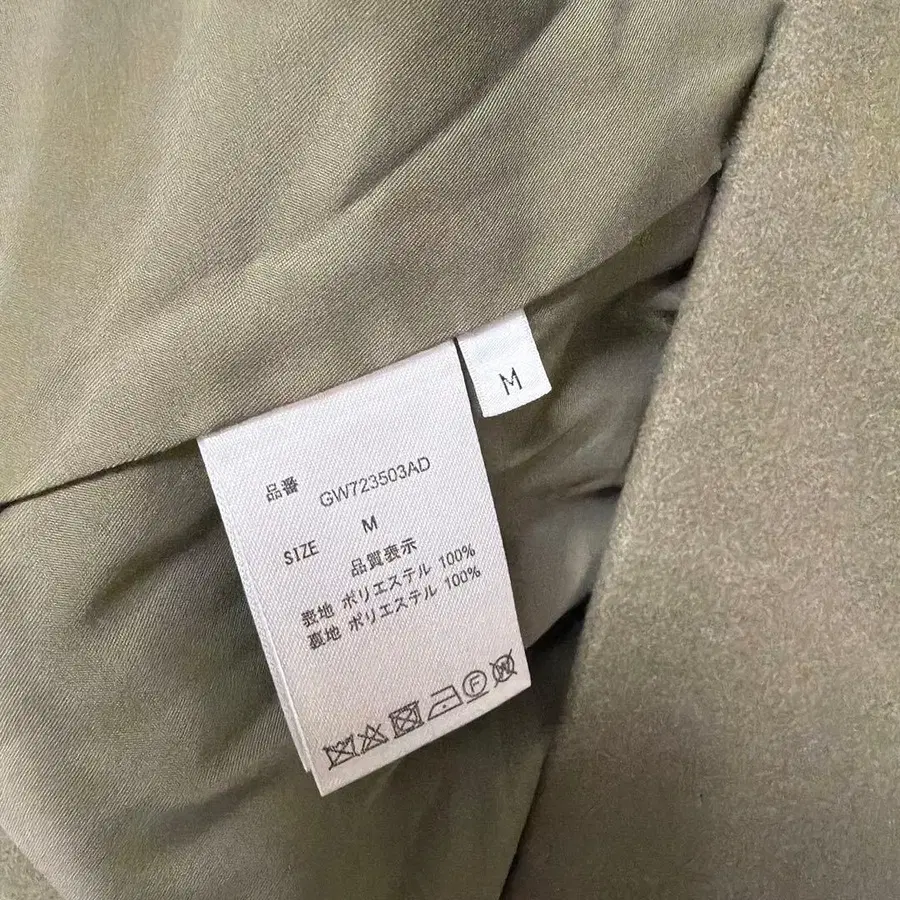 M
品番 GW723503AD
SIZE M
品質表示
表地 ポリエステル 100%
裏地 ポリエステル 100%
F W